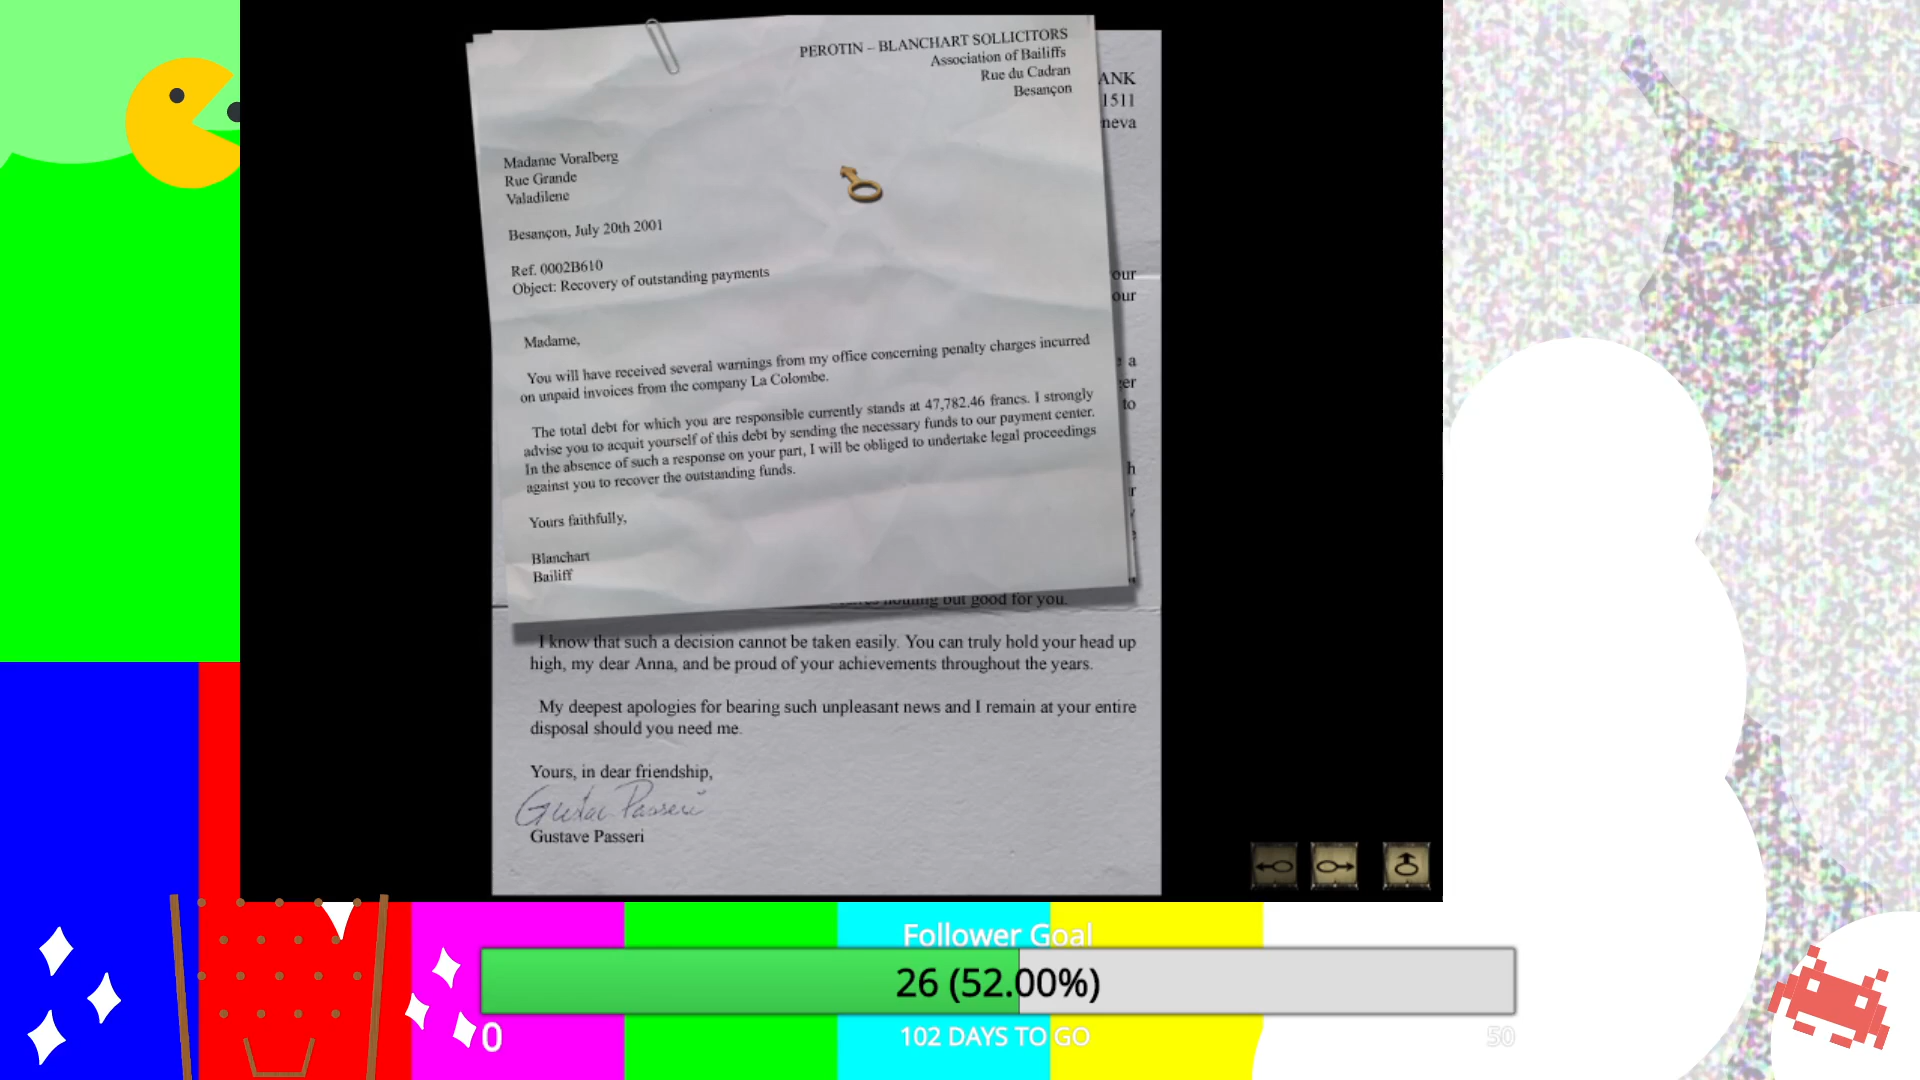 PEROTIN – BLANCHART SOLLICITORS
Association of Bailiffs
Rue du Cadran
Besançon
ANK
1511
neva
Madame Voralberg
Rue Grande
Valadilene
Besançon, July 20th 2001
Ref. 0002B610
Object: Recovery of outstanding payments
our
our
Madame,
You will have received several warnings from my office concerning penalty charges incurred
on unpaid invoices from the company La Colombe.
a
er
to
The total debt for which you are responsible currently stands at 47,782.46 francs. I strongly
advise you to acquit yourself of this debt by sending the necessary funds to our payment center.
In the absence of such a response on your part, I will be obliged to undertake legal proceedings
against you to recover the outstanding funds.
h
r
Yours faithfully,
Blanchart
Bailiff
nothing but good for you.
I know that such a decision cannot be taken easily. You can truly hold your head up
high, my dear Anna, and be proud of your achievements throughout the years.
My deepest apologies for bearing such unpleasant news and I remain at your entire
disposal should you need me.
Yours, in dear friendship,
Gustav Passeri
Gustave Passeri
Follower Goal
26 (52.00%)
0
102 DAYS TO GO
50